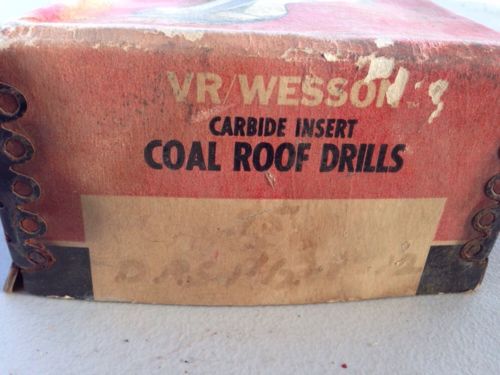 VR/WESSON
CARBIDE INSERT
COAL ROOF DRILLS